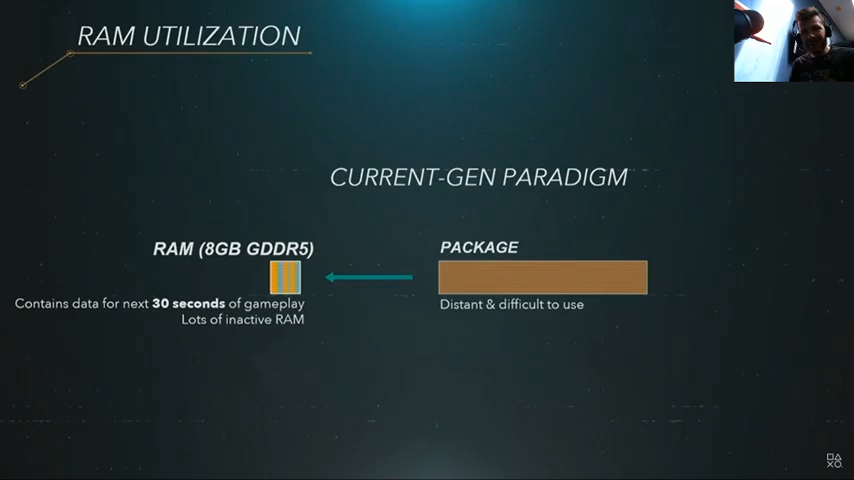 RAM UTILIZATION
CURRENT-GEN PARADIGM
RAM (8GB GDDR5)
Contains data for next 30 seconds of gameplay
Lots of inactive RAM
PACKAGE
Distant & difficult to use